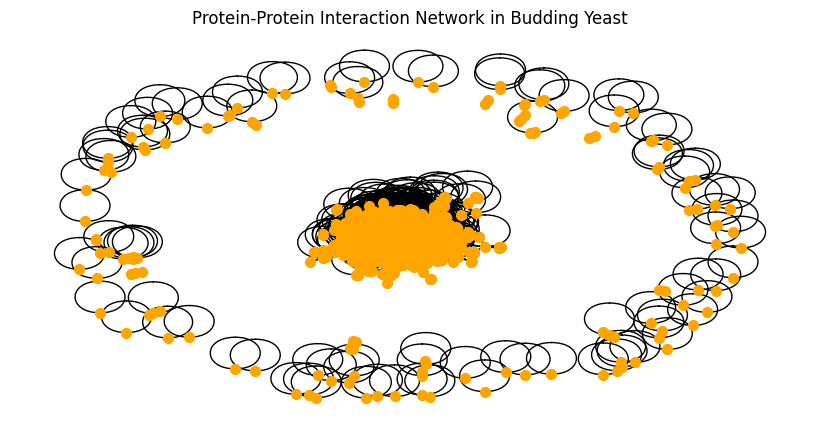 Protein-Protein Interaction Network in Budding Yeast